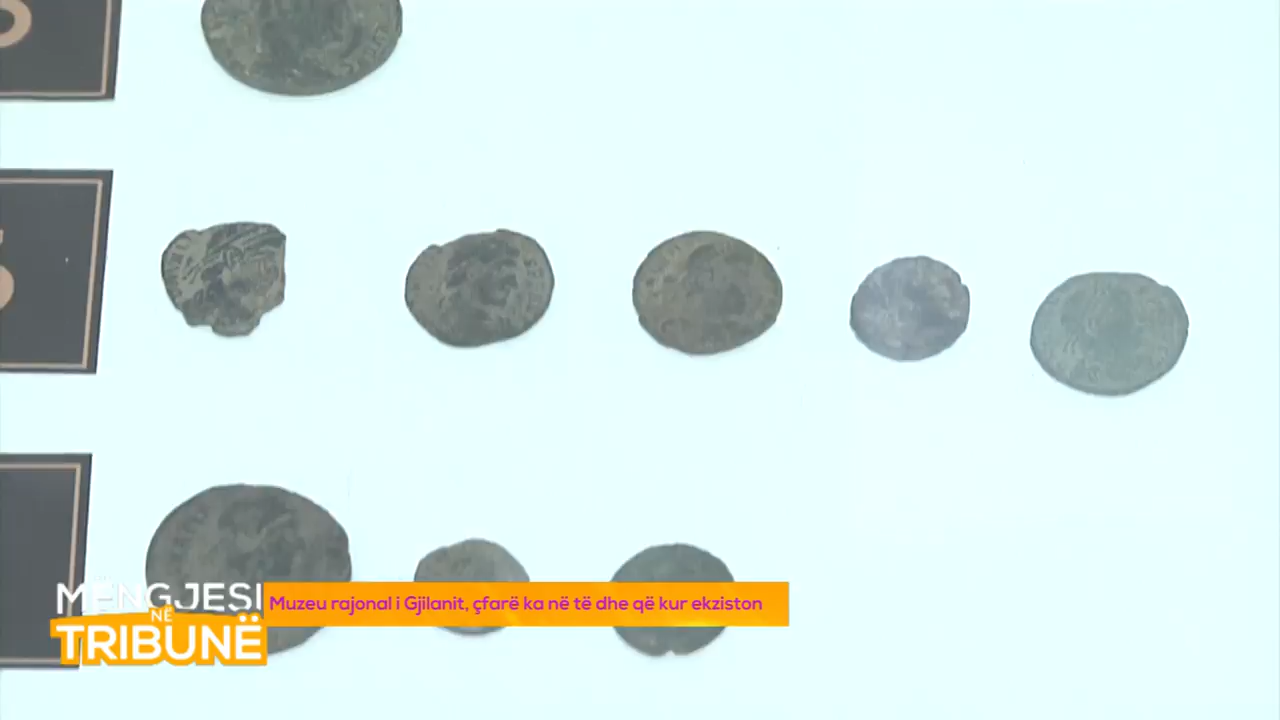 MËNGJESI
NË
TRIBUNË
Muzeu rajonal i Gjilanit, çfarë ka në të dhe që kur ekziston